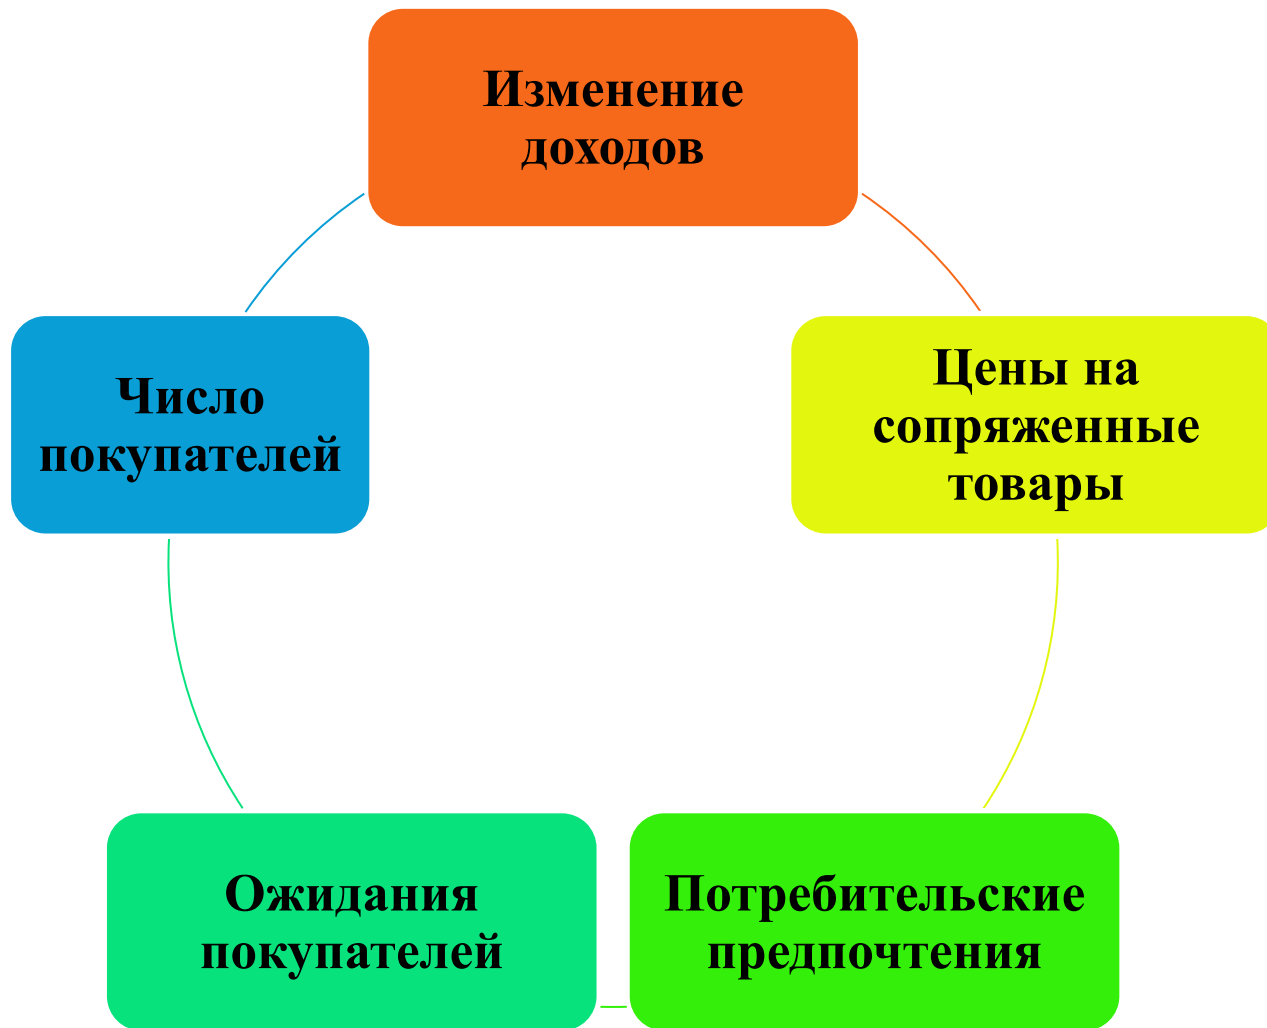 Изменение
доходов
Число
покупателей
Цены на
сопряженные
товары
Ожидания
покупателей
Потребительские
предпочтения